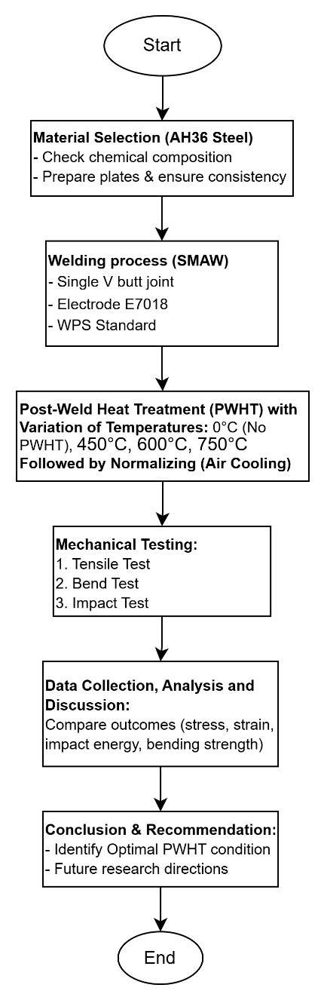 Start
Material Selection (AH36 Steel)
- Check chemical composition
- Prepare plates & ensure consistency
Welding process (SMAW)
- Single V butt joint
- Electrode E7018
- WPS Standard
Post-Weld Heat Treatment (PWHT) with
Variation of Temperatures: 0°C (No
PWHT), 450°C, 600°C, 750°C
Followed by Normalizing (Air Cooling)
Mechanical Testing:
1. Tensile Test
2. Bend Test
3. Impact Test
Data Collection, Analysis and
Discussion:
Compare outcomes (stress, strain,
impact energy, bending strength)
Conclusion & Recommendation:
- Identify Optimal PWHT condition
- Future research directions
End